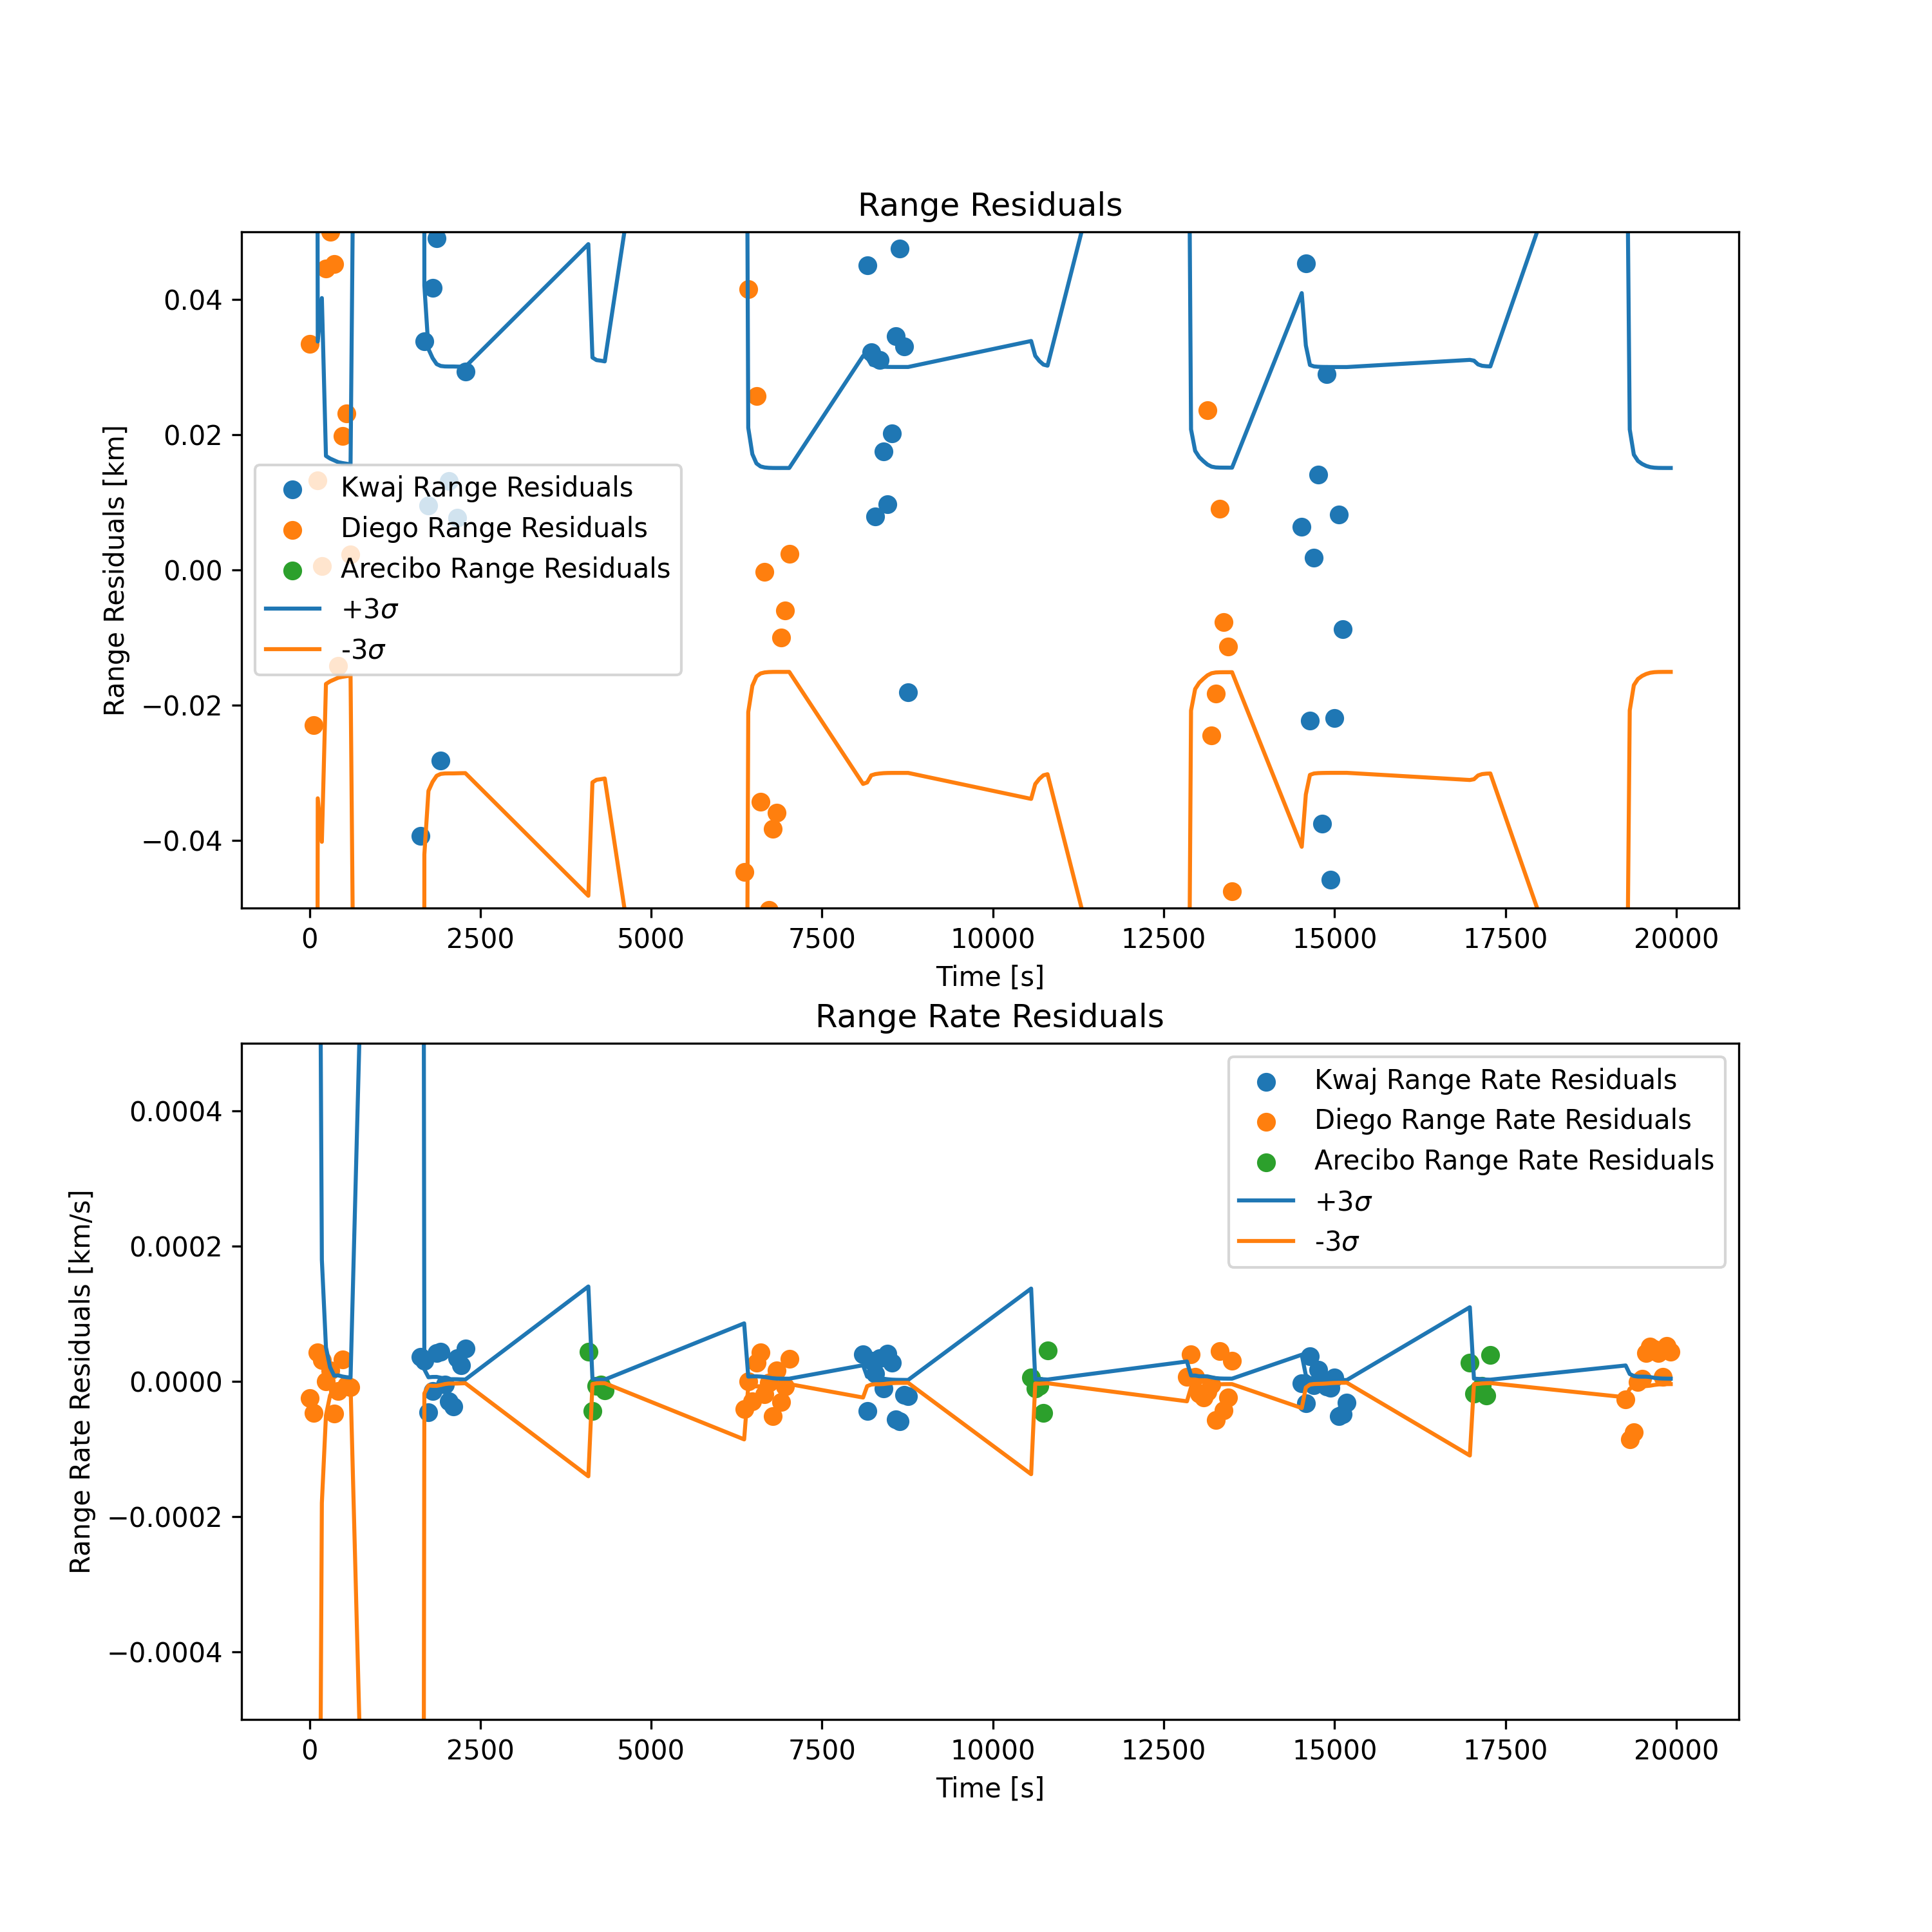 Range Residuals
Range Residuals [km]
0.04
0.02
0.00
−0.02
−0.04
Kwaj Range Residuals
Diego Range Residuals
Arecibo Range Residuals
+3σ
-3σ
0 2500 5000 7500 10000 12500 15000 17500 20000
Time [s]
Range Rate Residuals
Range Rate Residuals [km/s]
0.0004
0.0002
0.0000
−0.0002
−0.0004
Kwaj Range Rate Residuals
Diego Range Rate Residuals
Arecibo Range Rate Residuals
+3σ
-3σ
0 2500 5000 7500 10000 12500 15000 17500 20000
Time [s]